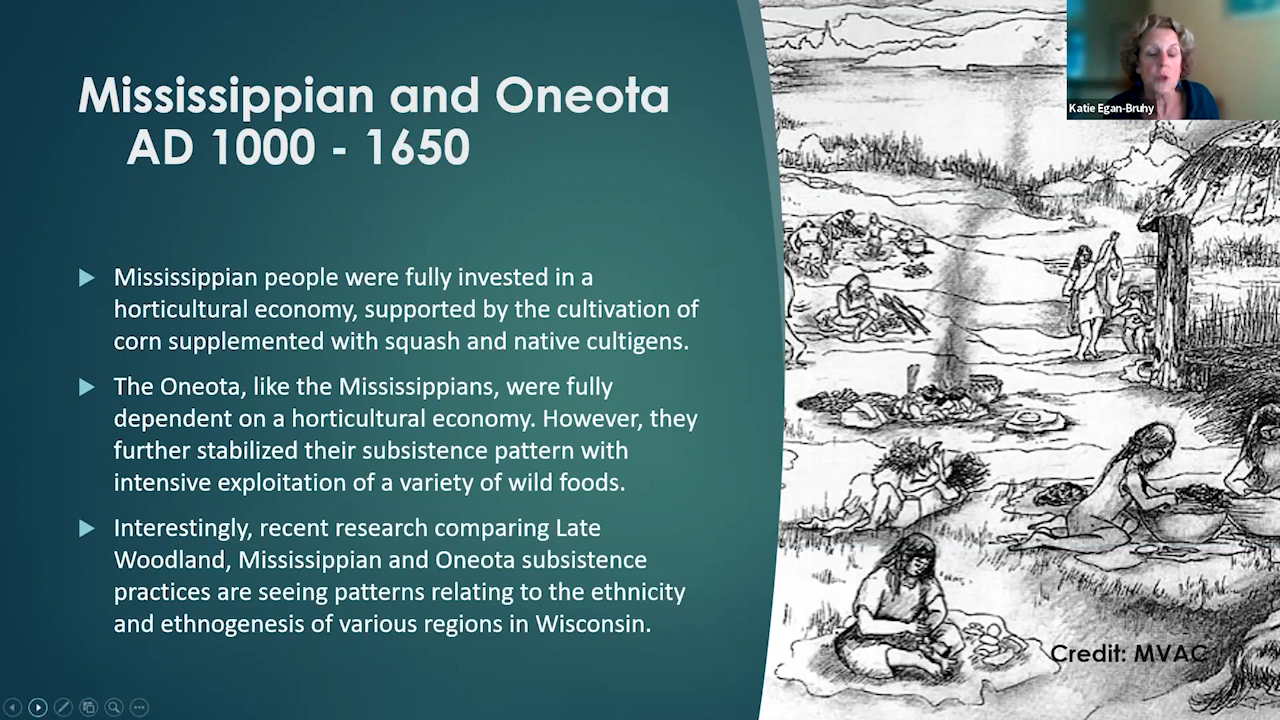 Mississippian and Oneota
AD 1000 - 1650
Katie Egan-Bruhy
Mississippian people were fully invested in a
horticultural economy, supported by the cultivation of
corn supplemented with squash and native cultigens.
The Oneota, like the Mississippians, were fully
dependent on a horticultural economy. However, they
further stabilized their subsistence pattern with
intensive exploitation of a variety of wild foods.
Interestingly, recent research comparing Late
Woodland, Mississippian and Oneota subsistence
practices are seeing patterns relating to the ethnicity
and ethnogenesis of various regions in Wisconsin.
Credit: MVAC